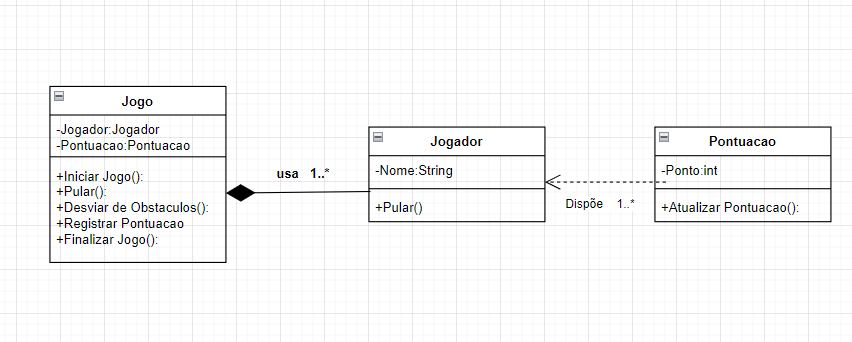 Jogo
-Jogador:Jogador
-Pontuacao:Pontuacao
+Iniciar Jogo():
+Pular():
+Desviar de Obstaculos():
+Registrar Pontuacao
+Finalizar Jogo():
usa 1..*
Jogador
-Nome:String
+Pular()
Dispõe 1..*
Pontuacao
-Ponto:int
+Atualizar Pontuacao():